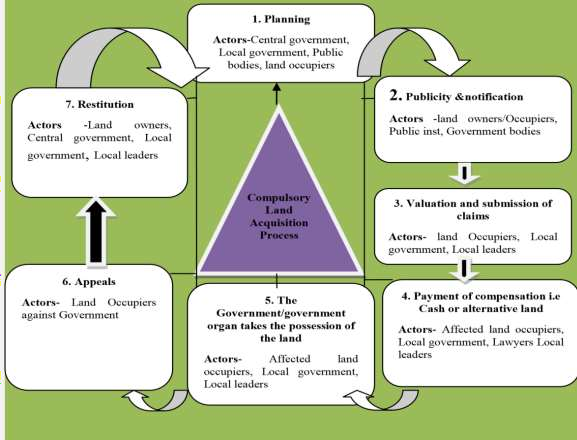 1. Planning
Actors-Central government,
Local government, Public
bodies, land occupiers
2. Publicity &notification
Actors -land owners/Occupiers,
Public inst, Government bodies
3. Valuation and submission of
claims
Actors- land Occupiers, Local
government, Local leaders
4. Payment of compensation i.e
Cash or alternative land
Actors- Affected land occupiers,
Local government, Lawyers Local
leaders
5. The
Government/government
organ takes the possession of
the land
Actors- Affected land
occupiers, Local government,
Local leaders
6. Appeals
Actors- Land Occupiers
against Government
7. Restitution
Actors -Land owners,
Central government, Local
government, Local leaders
Compulsory
Land
Acquisition
Process